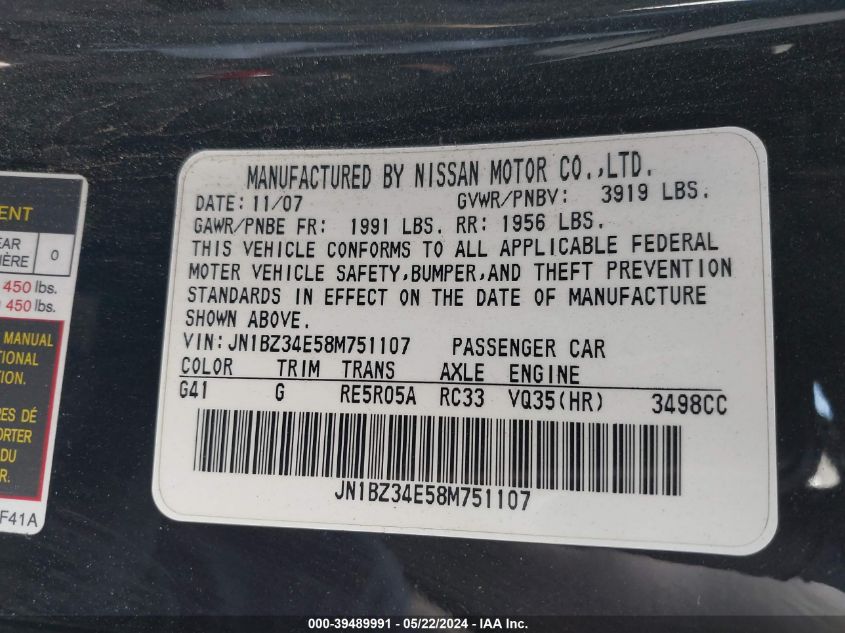 ENT
EAR
IÈRE 0
450 lbs.
450 lbs.
MANUAL
TIONAL
TION.
RES DÉ
ORTER
DU
R.
F41A
MANUFACTURED BY NISSAN MOTOR CO.,LTD.
DATE: 11/07 GVWR/PNBV: 3919 LBS.
GAWR/PNBE FR: 1991 LBS. RR: 1956 LBS.
THIS VEHICLE CONFORMS TO ALL APPLICABLE FEDERAL
MOTER VEHICLE SAFETY,BUMPER,AND THEFT PREVENTION
STANDARDS IN EFFECT ON THE DATE OF MANUFACTURE
SHOWN ABOVE.
VIN:JN1BZ34E58M751107 PASSENGER CAR
COLOR TRIM TRANS AXLE ENGINE
G41 G RE5R05A RC33 VQ35(HR) 3498CC
JN1BZ34E58M751107
000-39489991 - 05/22/2024 - IAA Inc.